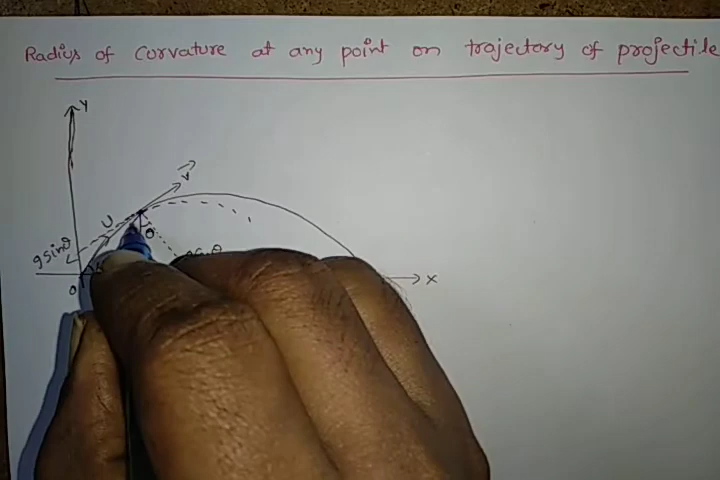 Radius of Curvature at any point on trajectory of projectile
Y
v
U
θ
g sinθ
O
X